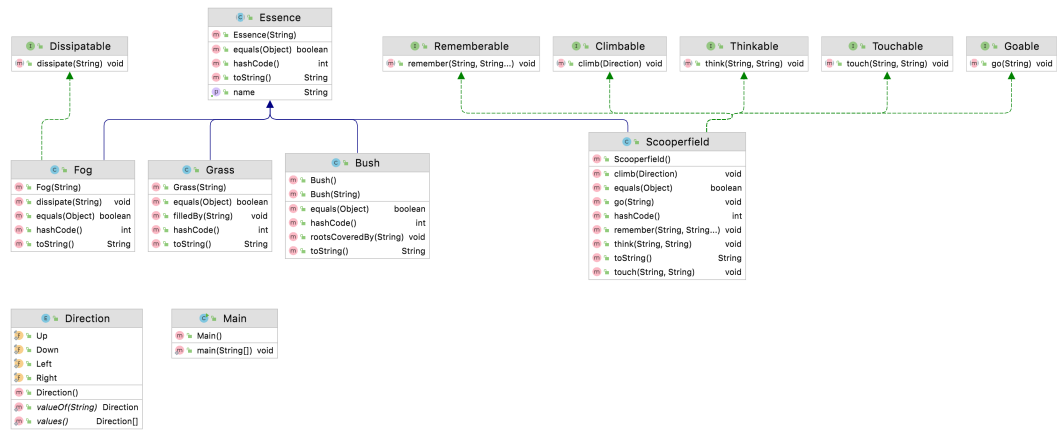 Dissipatable
dissipate(String) void
Essence
Essence(String)
equals(Object) boolean
hashCode() int
toString() String
name String
Rememberable
remember(String, String...) void
Climbable
climb(Direction) void
Thinkable
think(String, String) void
Touchable
touch(String, String) void
Goable
go(String) void
Fog
Fog(String)
dissipate(String) void
equals(Object) boolean
hashCode() int
toString() String
Grass
Grass(String)
equals(Object) boolean
filledBy(String) void
hashCode() int
toString() String
Bush
Bush()
Bush(String)
equals(Object) boolean
hashCode() int
rootsCoveredBy(String) void
toString() String
Scooperfield
Scooperfield()
climb(Direction) void
equals(Object) boolean
go(String) void
hashCode() int
remember(String, String...) void
think(String, String) void
toString() String
touch(String, String) void
Direction
Up
Down
Left
Right
Direction()
valueOf(String) Direction
values() Direction[]
Main
Main()
main(String[]) void